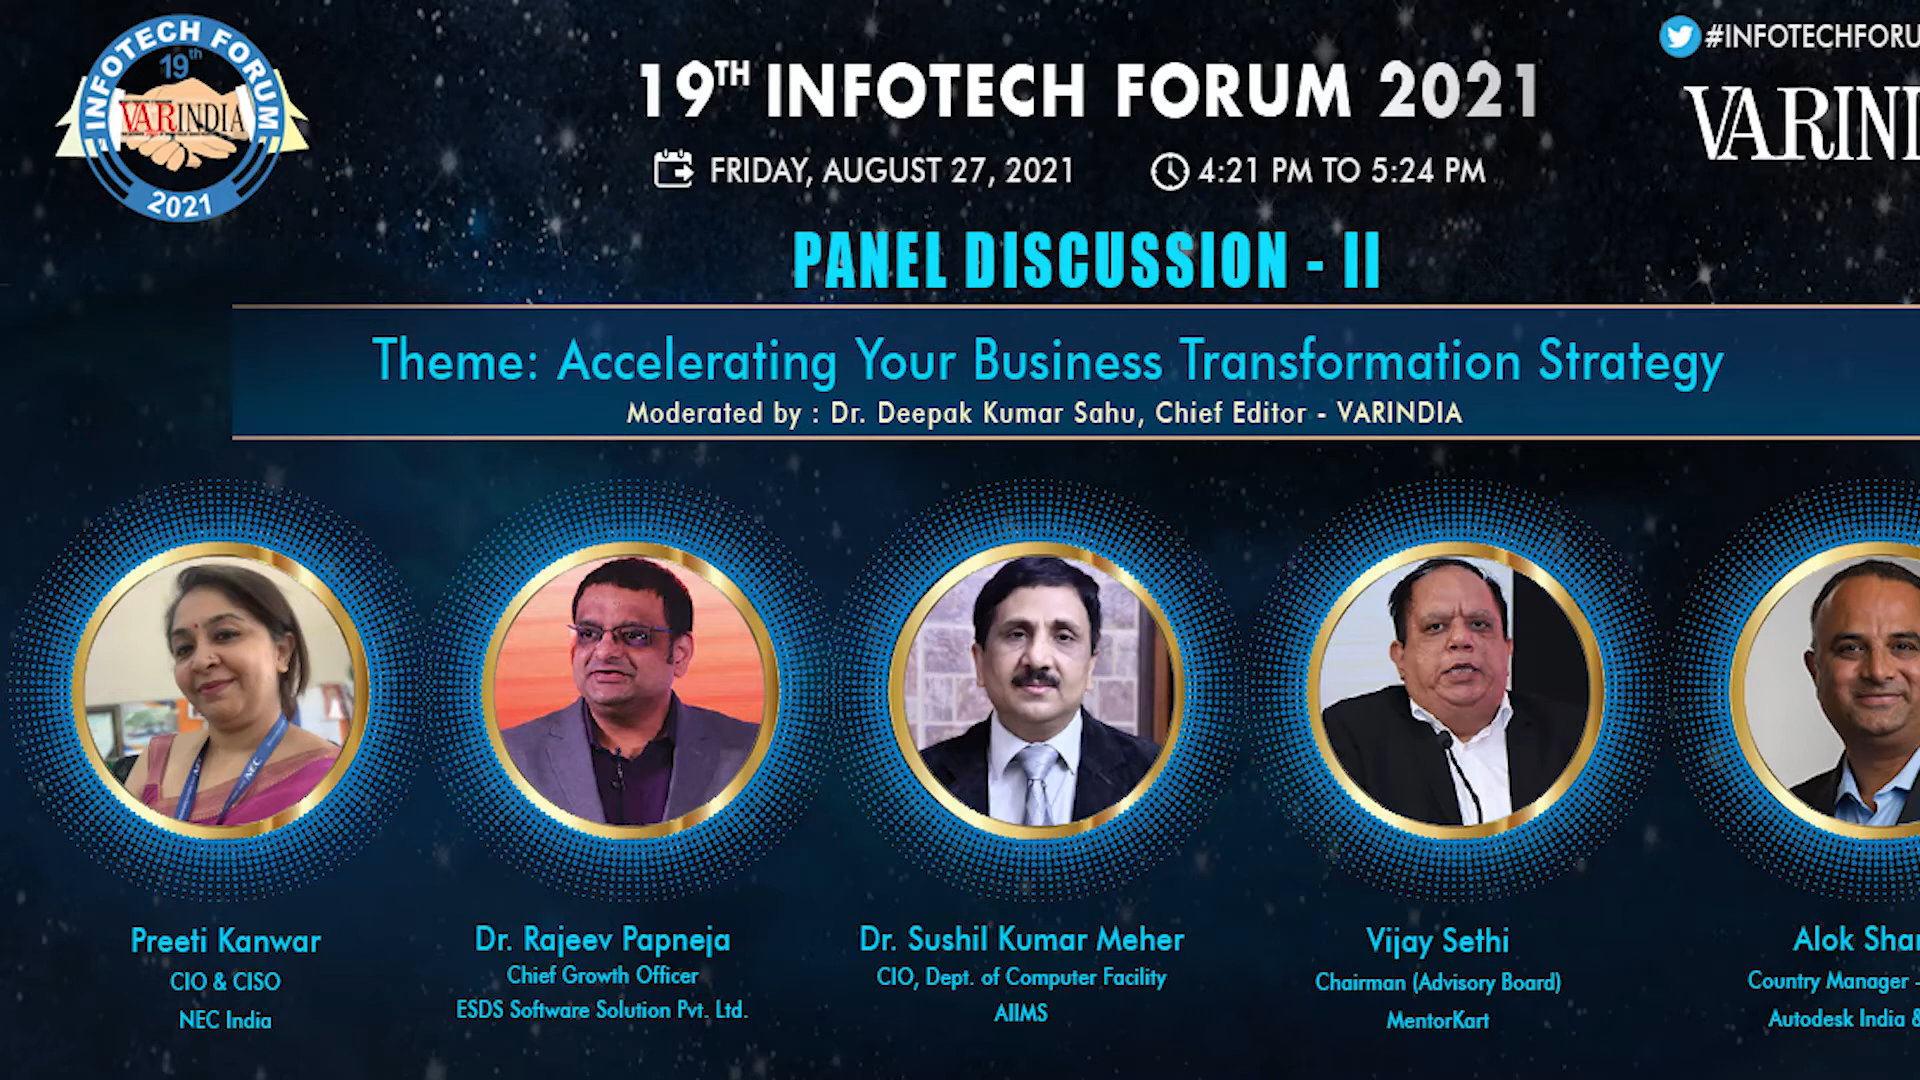 INFOTECH FORUM
19th
VARINDIA
2021
19TH INFOTECH FORUM 2021
FRIDAY, AUGUST 27, 2021
4:21 PM TO 5:24 PM
#INFOTECHFORU
VARIND
PANEL DISCUSSION - II
Theme: Accelerating Your Business Transformation Strategy
Moderated by : Dr. Deepak Kumar Sahu, Chief Editor - VARINDIA
NEC
Preeti Kanwar
CIO & CISO
NEC India
Dr. Rajeev Papneja
Chief Growth Officer
ESDS Software Solution Pvt. Ltd.
Dr. Sushil Kumar Meher
CIO, Dept. of Computer Facility
AIIMS
Vijay Sethi
Chairman (Advisory Board)
MentorKart
Alok Shar
Country Manager -
Autodesk India &